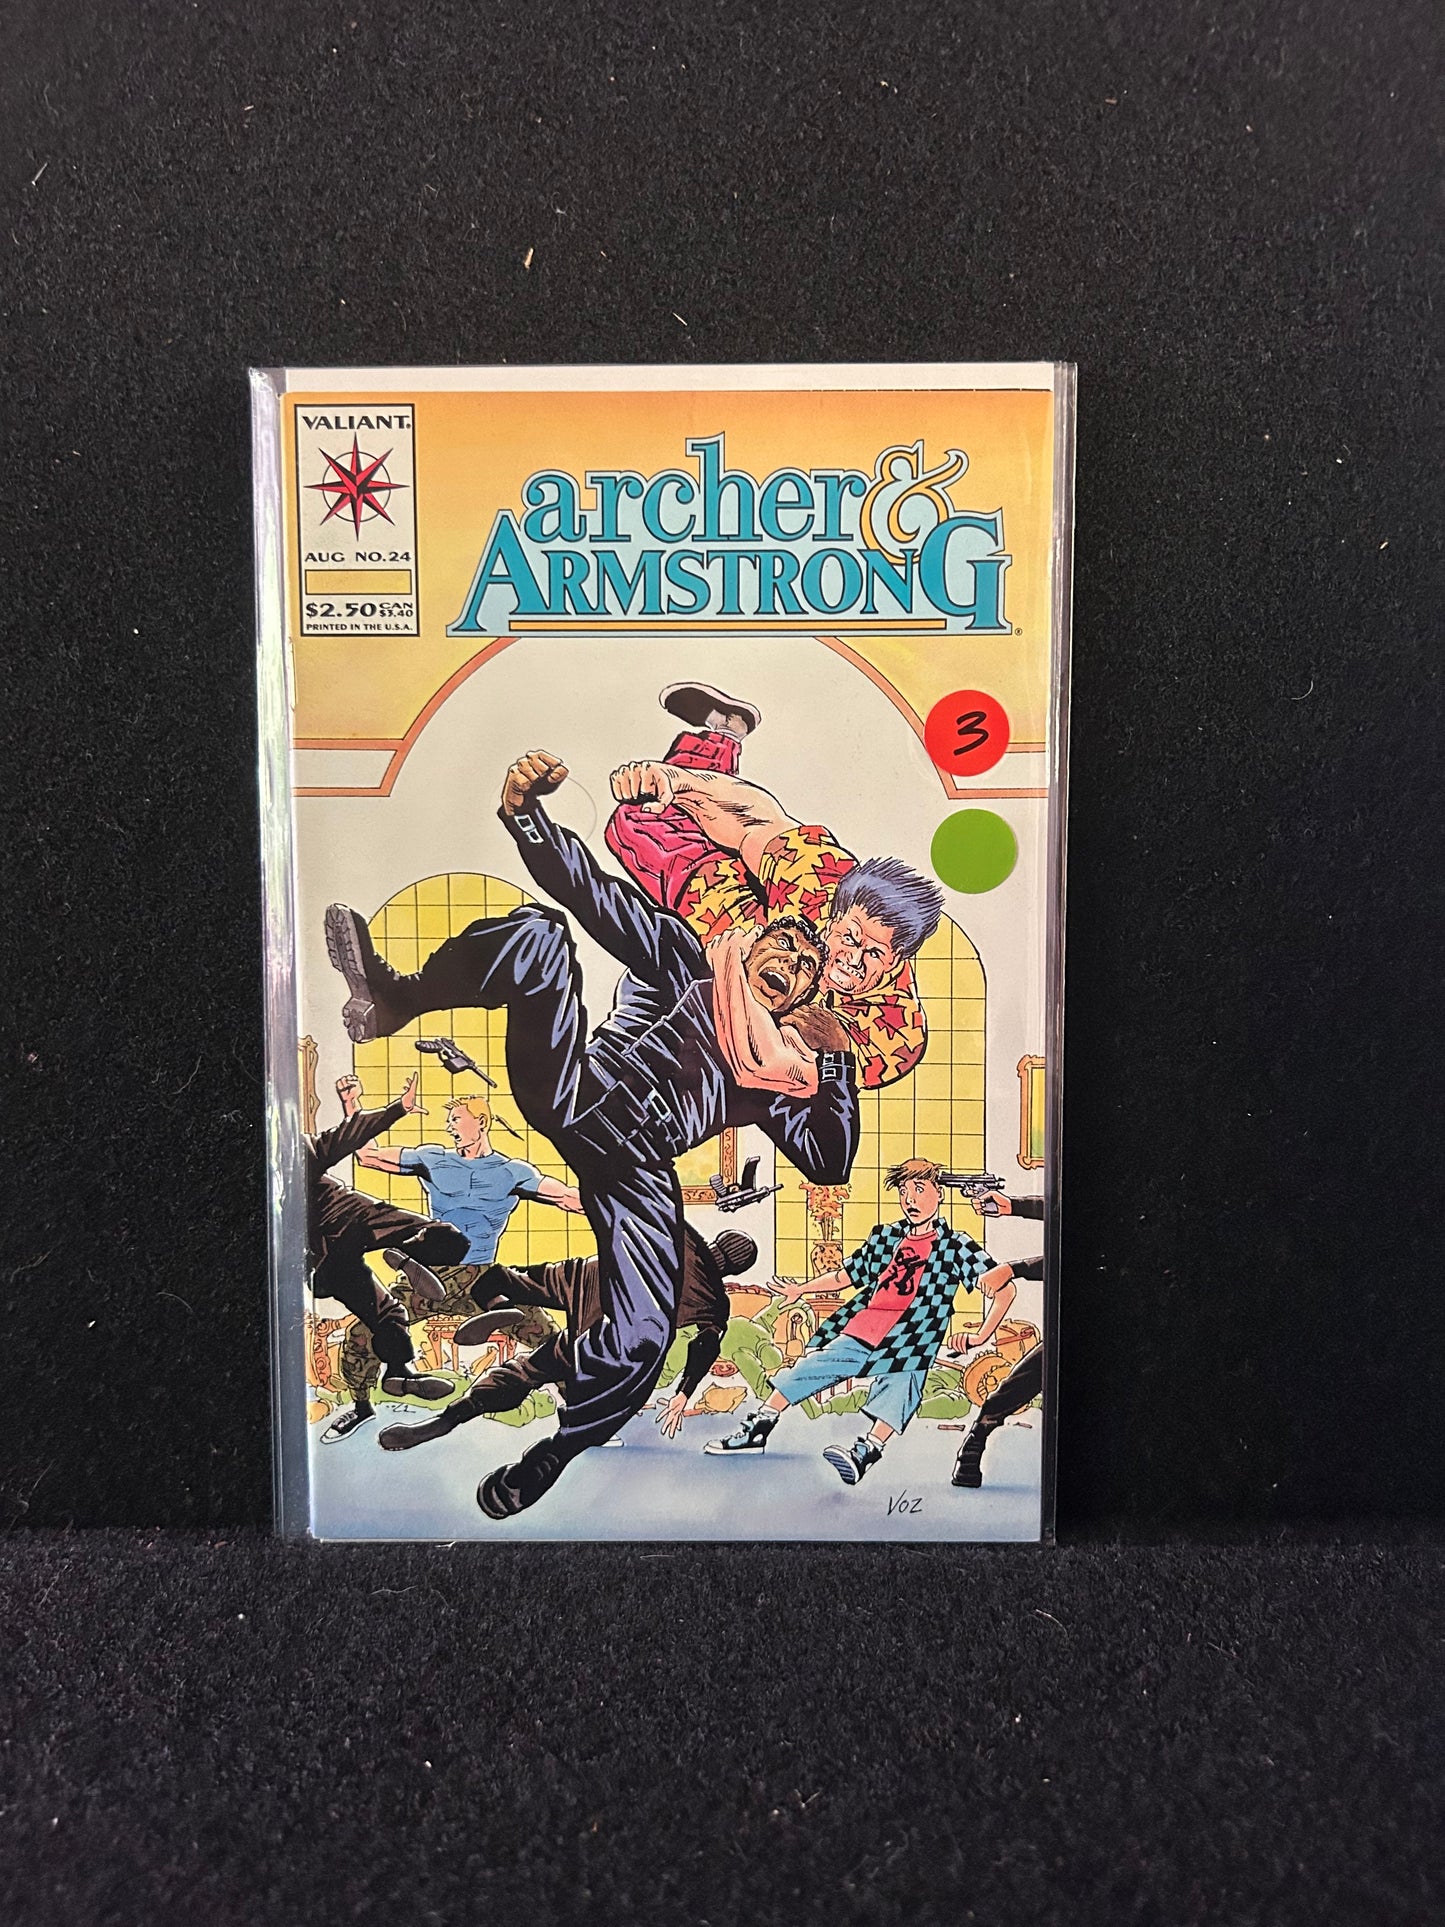 VALIANT.
AUG NO. 24
$2.50 CAN $3.40
PRINTED IN THE U.S.A.
archer &
ARMSTRONG
3
VOZ